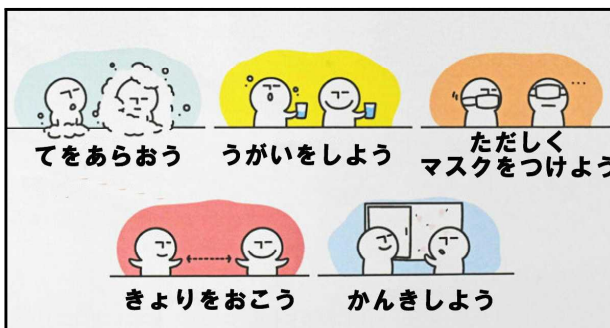 てをあらおう
うがいをしよう
ただしく
マスクをつけよう
きょりをおこう
かんきしよう